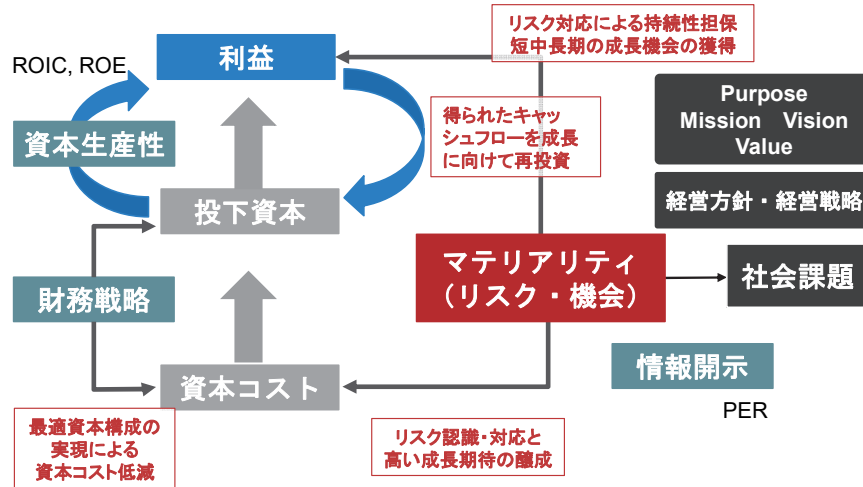 リスク対応による持続性担保
短中長期の成長機会の獲得
ROIC, ROE
利益
得られたキャッ
シュフローを成長
に向けて再投資
Purpose
Mission Vision
Value
資本生産性
投下資本
経営方針・経営戦略
マテリアリティ
（リスク・機会）
社会課題
財務戦略
資本コスト
情報開示
PER
最適資本構成の
実現による
資本コスト低減
リスク認識・対応と
高い成長期待の醸成